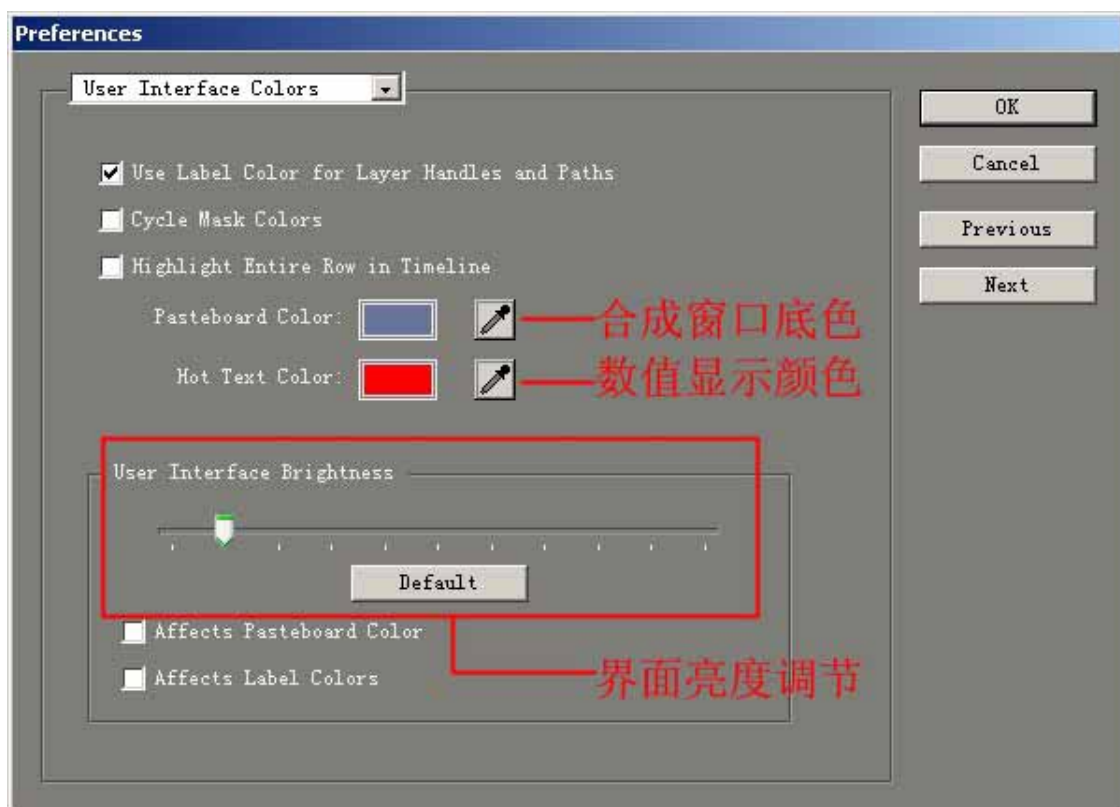 Preferences
User Interface Colors
OK
Cancel
Previous
Next
Use Label Color for Layer Handles and Paths
Cycle Mask Colors
Highlight Entire Row in Timeline
Pasteboard Color:
合成窗口底色
Hot Text Color:
数值显示颜色
User Interface Brightness
Default
Affects Pasteboard Color
Affects Label Colors
界面亮度调节